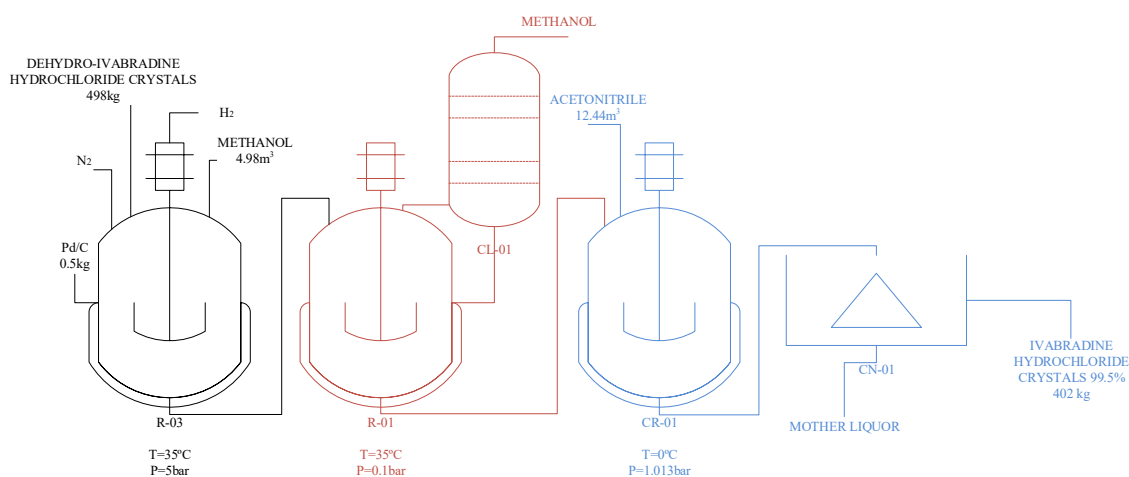 METHANOL
DEHYDRO-IVABRADINE
HYDROCHLORIDE CRYSTALS
498kg
H2
N2
METHANOL
4.98m³
Pd/C
0.5kg
R-03
T=35ºC
P=5bar
CL-01
R-01
T=35ºC
P=0.1bar
ACETONITRILE
12.44m³
CR-01
T=0ºC
P=1.013bar
CN-01
MOTHER LIQUOR
IVABRADINE
HYDROCHLORIDE
CRYSTALS 99.5%
402 kg